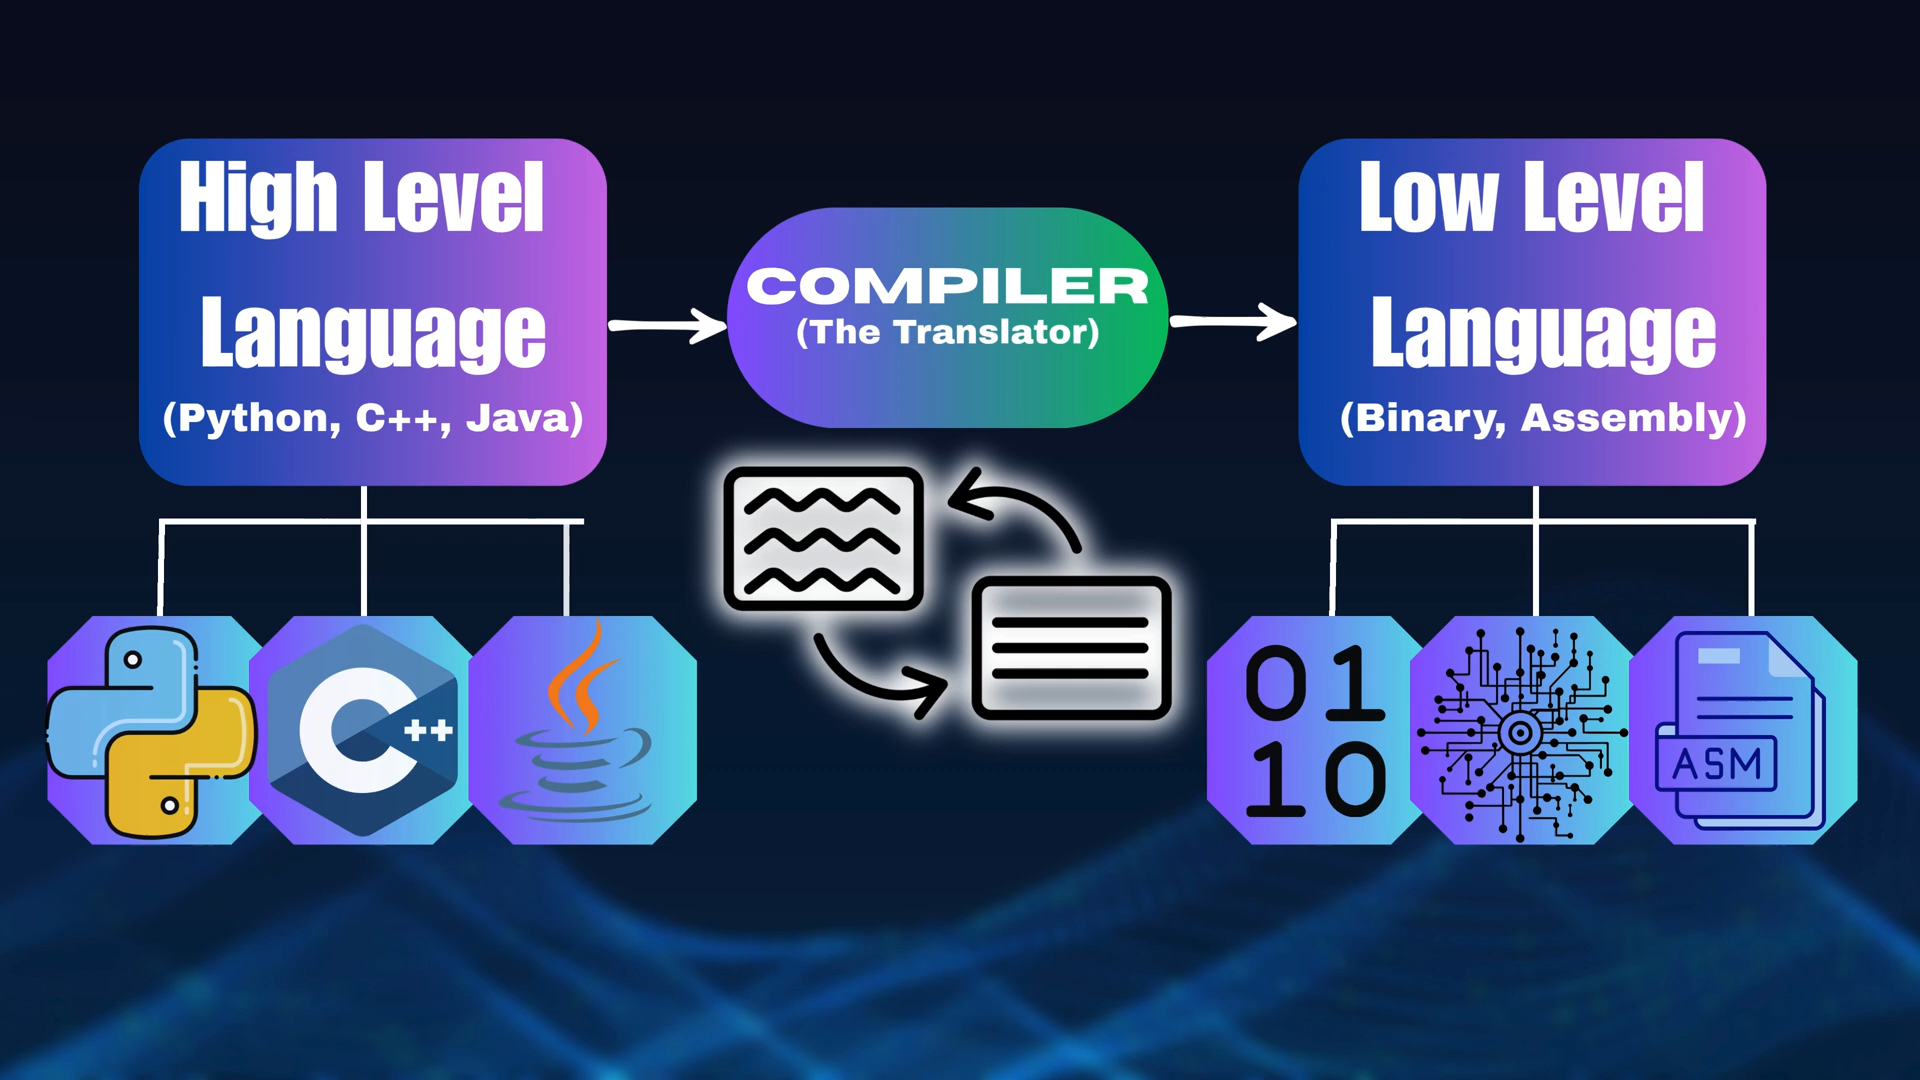 High Level
Language
(Python, C++, Java)
COMPILER
(The Translator)
Low Level
Language
(Binary, Assembly)
C++
01
10
ASM